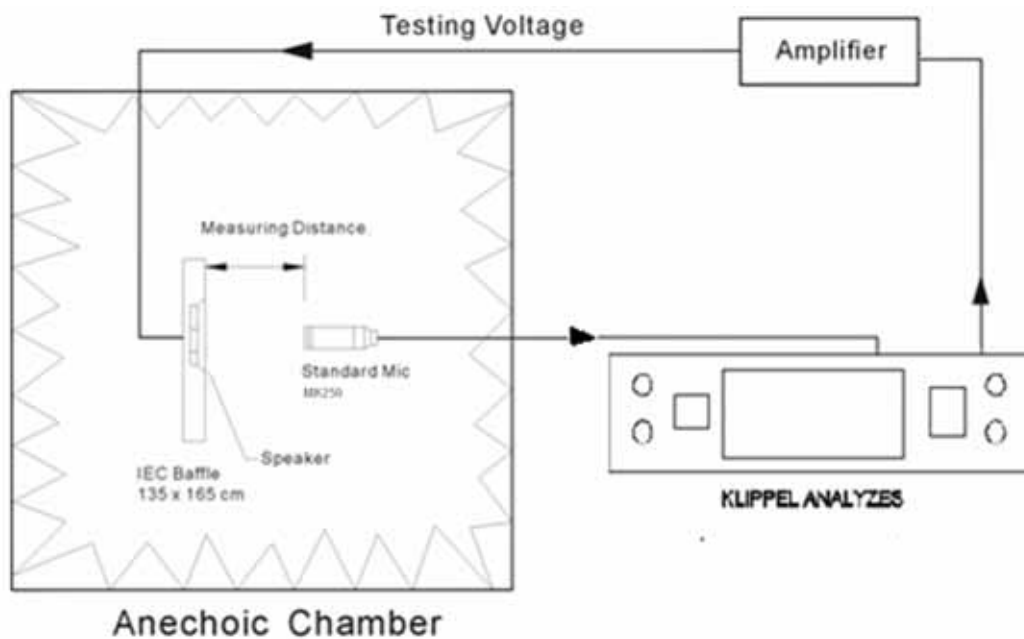 Testing Voltage
Amplifier
Measuring Distance
Standard Mic
MK250
Speaker
IEC Baffle
135 x 165 cm
KLIPPEL ANALYZES
Anechoic Chamber